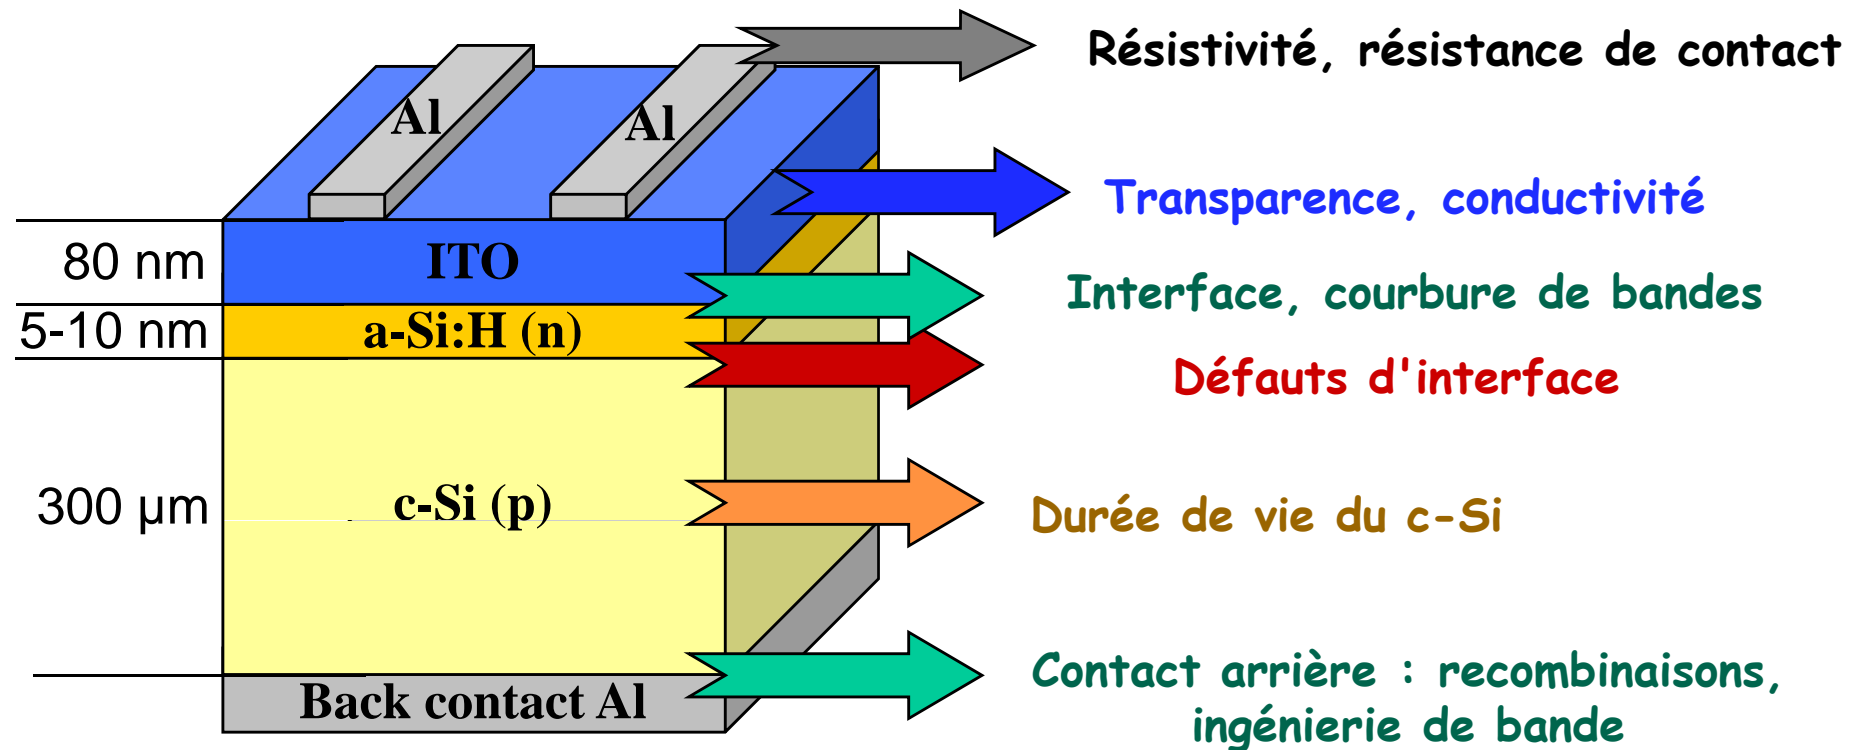 Résistivité, résistance de contact
Al
Al
Transparence, conductivité
80 nm
ITO
Interface, courbure de bandes
5-10 nm
a-Si:H (n)
Défauts d'interface
300 µm
c-Si (p)
Durée de vie du c-Si
Contact arrière : recombinaisons,
ingénierie de bande
Back contact Al